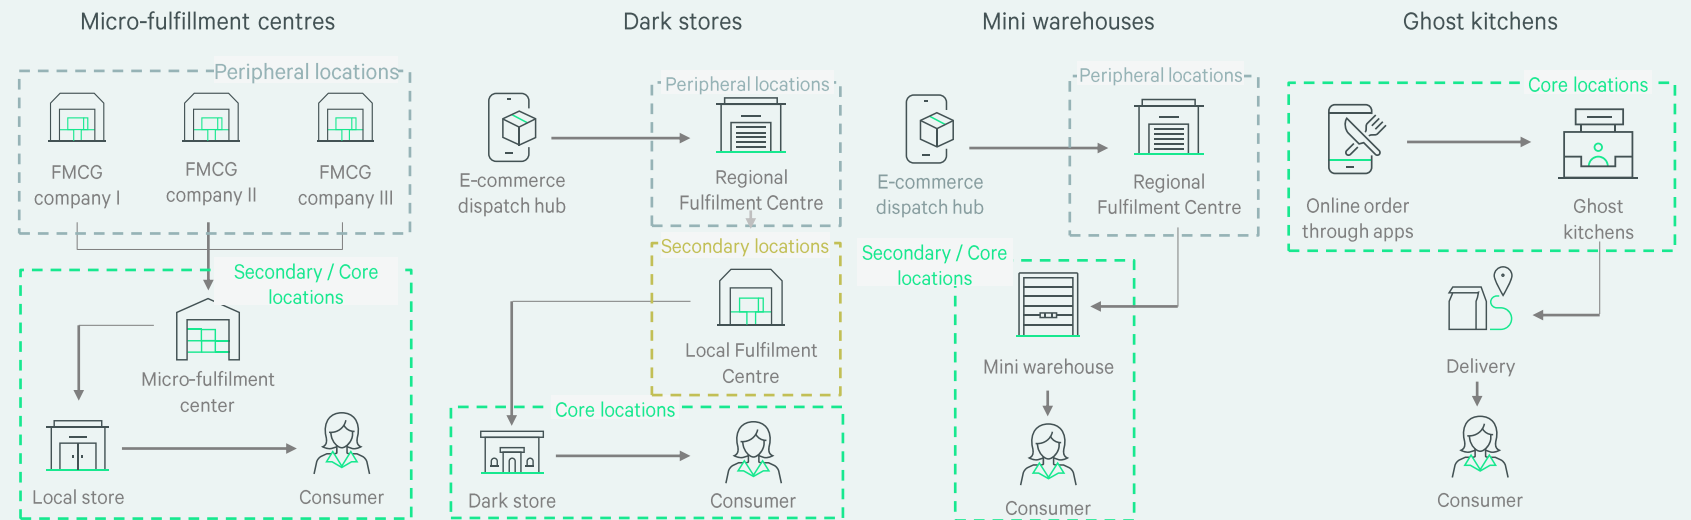 Micro-fulfillment centres
Peripheral locations
FMCG
company I
FMCG
company II
FMCG
company III
Secondary / Core
locations
Micro-fulfilment
center
Local store
Consumer
Dark stores
E-commerce
dispatch hub
Peripheral locations
Regional
Fulfilment Centre
Secondary locations
Local Fulfilment
Centre
Core locations
Dark store
Consumer
Mini warehouses
E-commerce
dispatch hub
Peripheral locations
Regional
Fulfilment Centre
Secondary / Core
locations
Mini warehouse
Consumer
Ghost kitchens
Core locations
Online order
through apps
Ghost
kitchens
Delivery
Consumer